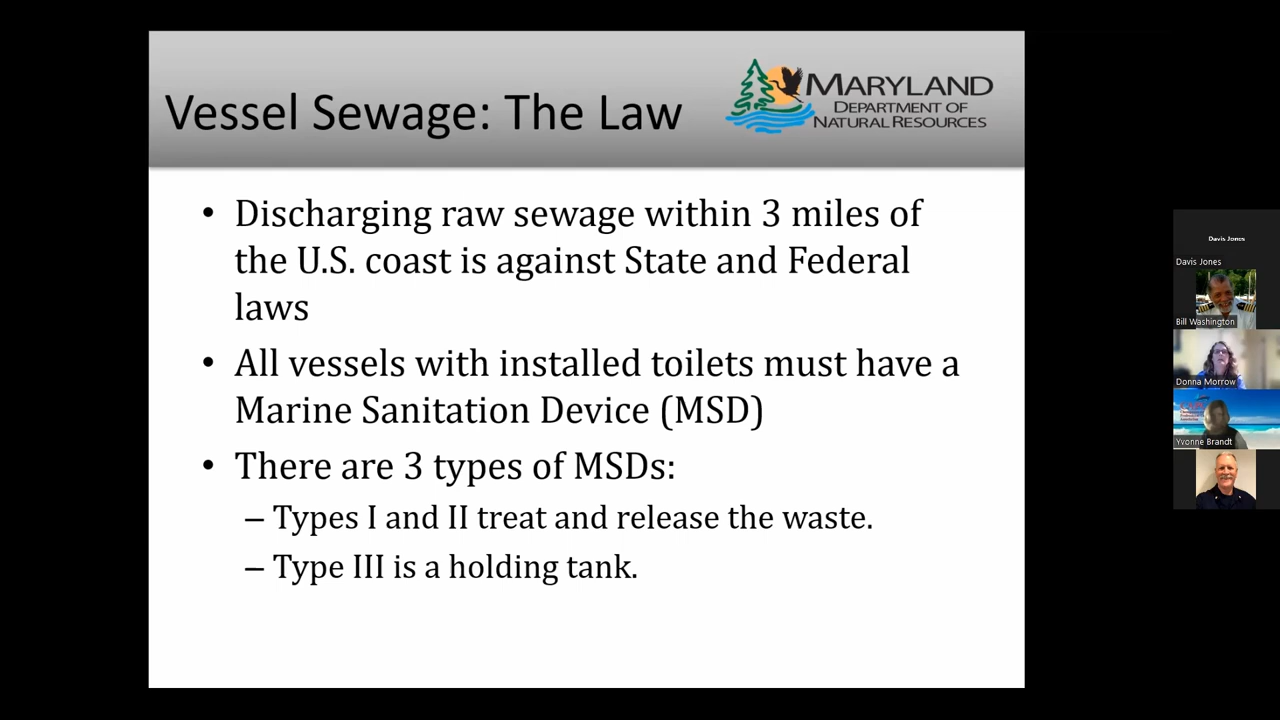 Vessel Sewage: The Law
MARYLAND
DEPARTMENT OF
NATURAL RESOURCES
• Discharging raw sewage within 3 miles of
the U.S. coast is against State and Federal
laws
• All vessels with installed toilets must have a
Marine Sanitation Device (MSD)
• There are 3 types of MSDs:
– Types I and II treat and release the waste.
– Type III is a holding tank.
Davis Jones
Davis Jones
Bill Washington
Donna Morrow
Yvonne Brandt